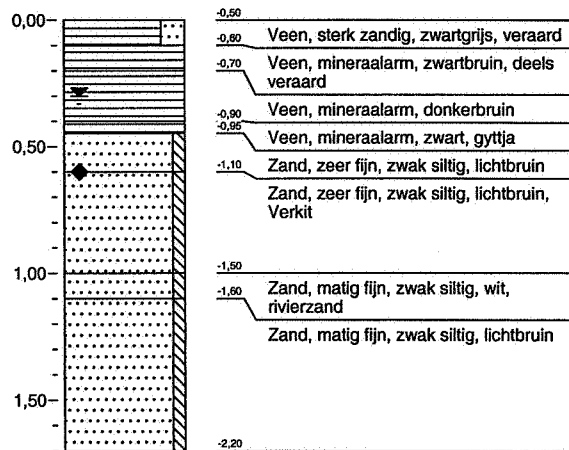 0,00
-0,50
Veen, sterk zandig, zwartgrijs, veraard
-0,60
Veen, mineraalarm, zwartbruin, deels
veraard
-0,70
Veen, mineraalarm, donkerbruin
-0,90
Veen, mineraalarm, zwart, gyttja
-0,95
0,50
Zand, zeer fijn, zwak siltig, lichtbruin
-1,10
Zand, zeer fijn, zwak siltig, lichtbruin,
Verkit
1,00
-1,50
Zand, matig fijn, zwak siltig, wit,
rivierzand
-1,60
Zand, matig fijn, zwak siltig, lichtbruin
1,50
-2,20